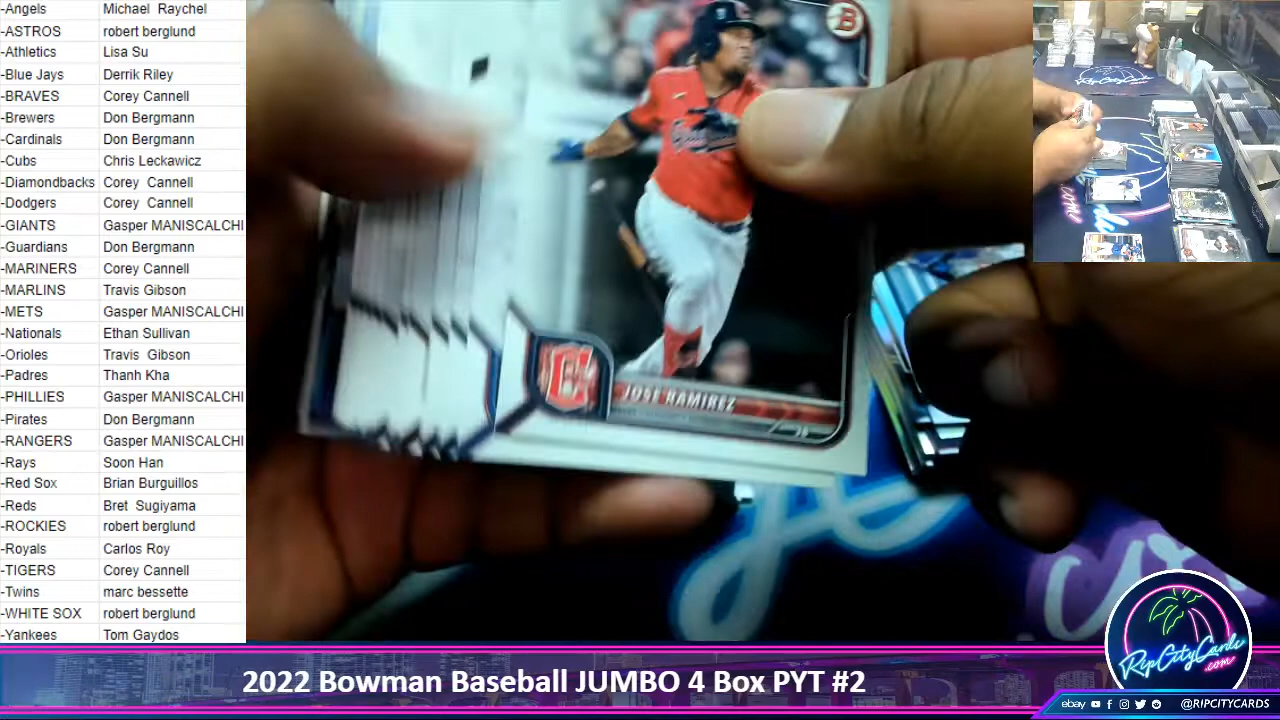 -Angels Michael Raychel
-ASTROS robert berglund
-Athletics Lisa Su
-Blue Jays Derrik Riley
-BRAVES Corey Cannell
-Brewers Don Bergmann
-Cardinals Don Bergmann
-Cubs Chris Leckawicz
-Diamondbacks Corey Cannell
-Dodgers Corey Cannell
-GIANTS Gasper MANISCALCHI
-Guardians Don Bergmann
-MARINERS Corey Cannell
-MARLINS Travis Gibson
-METS Gasper MANISCALCHI
-Nationals Ethan Sullivan
-Orioles Travis Gibson
-Padres Thanh Kha
-PHILLIES Gasper MANISCALCHI
-Pirates Don Bergmann
-RANGERS Gasper MANISCALCHI
-Rays Soon Han
-Red Sox Brian Burguillos
-Reds Bret Sugiyama
-ROCKIES robert berglund
-Royals Carlos Roy
-TIGERS Corey Cannell
-Twins marc bessette
-WHITE SOX robert berglund
-Yankees Tom Gaydos
B
C
JOSE RAMIREZ
RipCityCards
.com
2022 Bowman Baseball JUMBO 4 Box PYT #2
ebay @RIPCITYCARDS